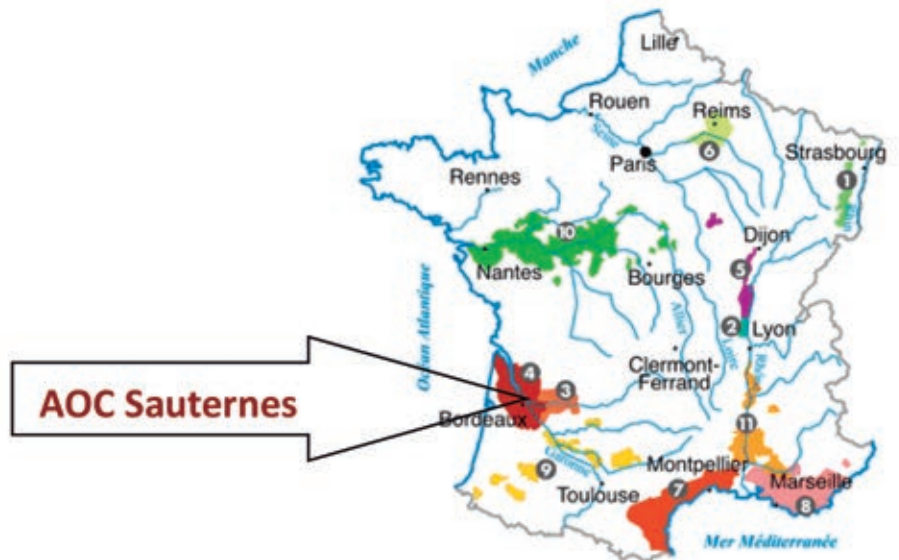 Lille
Manche
Rouen
Reims
Seine
6
Paris
Strasbourg
1
Rhin
Rennes
10
Dijon
Nantes
Bourges
5
Océan Atlantique
Allier
2
Lyon
Loire
Rhône
4
3
Clermont-
Ferrand
AOC Sauternes
Bordeaux
11
Garonne
9
Montpellier
Toulouse
7
Marseille
8
Mer Méditerranée